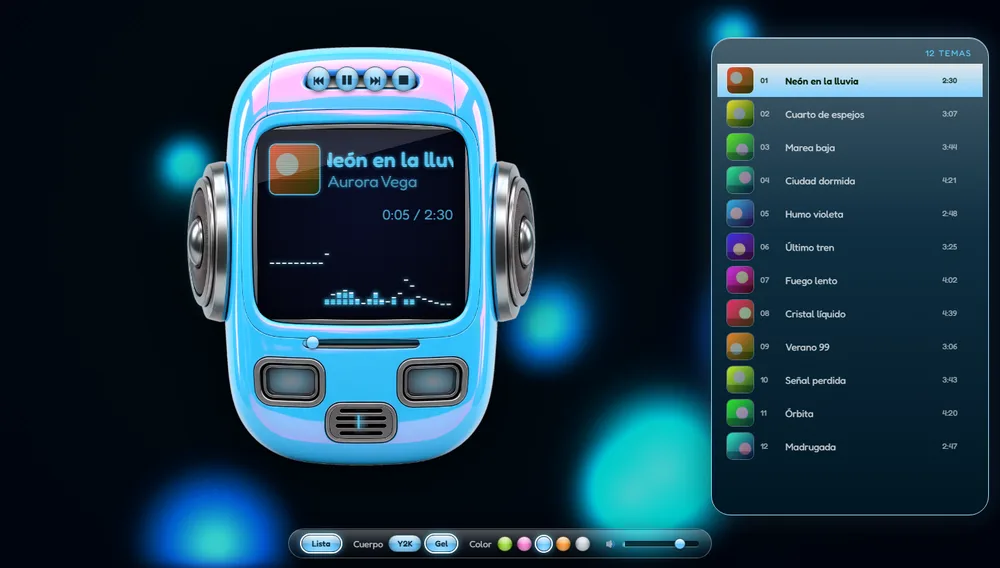 12 TEMAS
01 Neón en la lluvia 2:30
02 Cuarto de espejos 3:07
03 Marea baja 3:44
04 Ciudad dormida 4:21
05 Humo violeta 2:48
06 Último tren 3:25
07 Fuego lento 4:02
08 Cristal líquido 4:39
09 Verano 99 3:06
10 Señal perdida 3:43
11 Órbita 4:20
12 Madrugada 2:47
eón en la lluv
Aurora Vega
0:05 / 2:30
Lista Cuerpo Y2K Gel Color